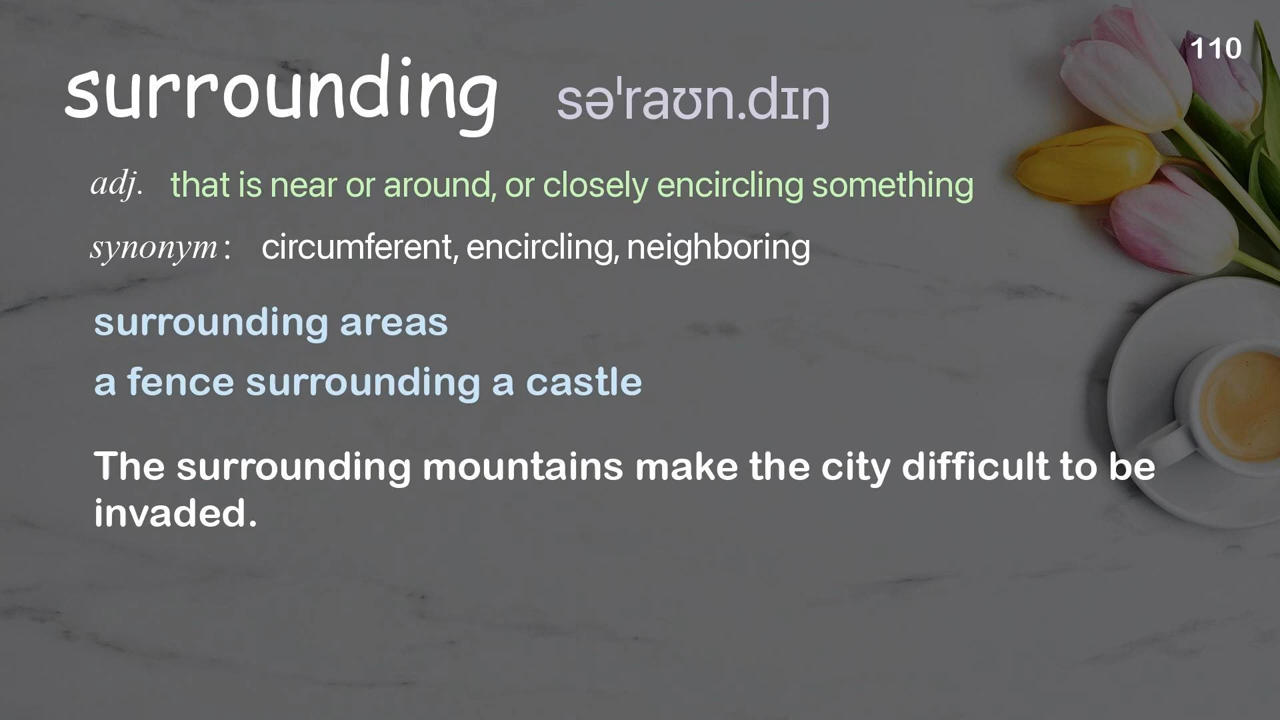 110
surrounding səˈraʊn.dɪŋ
adj. that is near or around, or closely encircling something
synonym: circumferent, encircling, neighboring
surrounding areas
a fence surrounding a castle
The surrounding mountains make the city difficult to be
invaded.